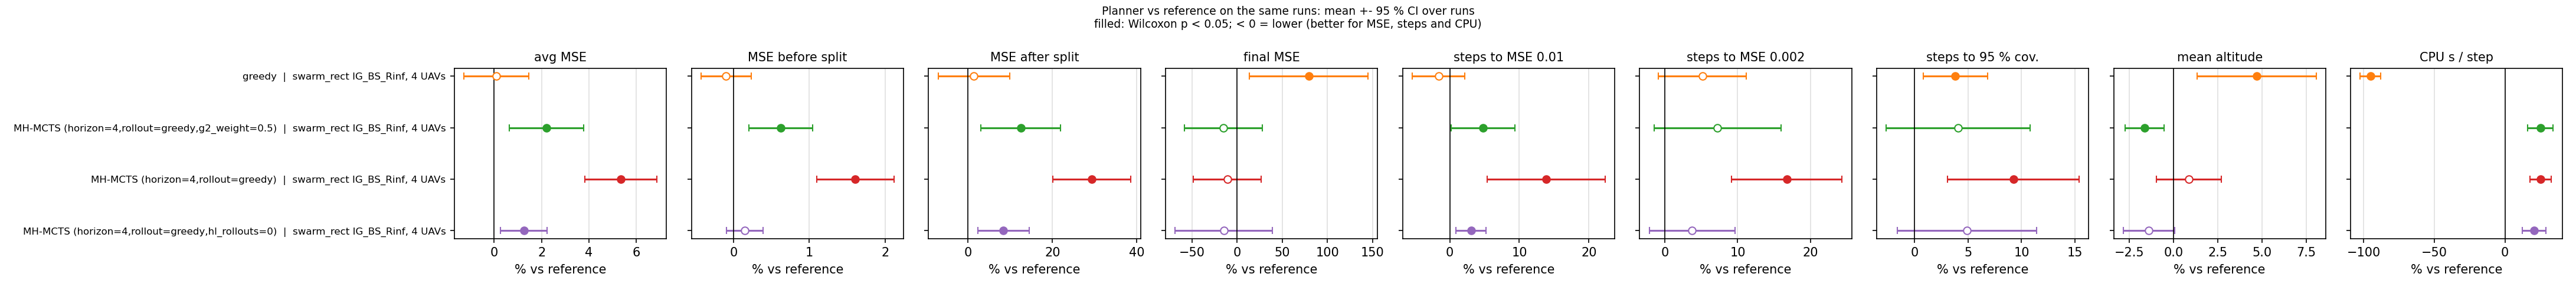 Planner vs reference on the same runs: mean +- 95 % CI over runs
filled: Wilcoxon p < 0.05; < 0 = lower (better for MSE, steps and CPU)
avg MSE
MSE before split
MSE after split
final MSE
steps to MSE 0.01
steps to MSE 0.002
steps to 95 % cov.
mean altitude
CPU s / step
greedy | swarm_rect IG_BS_Rinf, 4 UAVs
MH-MCTS (horizon=4,rollout=greedy,g2_weight=0.5) | swarm_rect IG_BS_Rinf, 4 UAVs
MH-MCTS (horizon=4,rollout=greedy) | swarm_rect IG_BS_Rinf, 4 UAVs
MH-MCTS (horizon=4,rollout=greedy,hl_rollouts=0) | swarm_rect IG_BS_Rinf, 4 UAVs
0 2 4 6
0 1 2
0 20 40
−50 0 50 100 150
0 10 20
0 10 20
0 5 10 15
−2.5 0.0 2.5 5.0 7.5
−100 −50 0
% vs reference
% vs reference
% vs reference
% vs reference
% vs reference
% vs reference
% vs reference
% vs reference
% vs reference